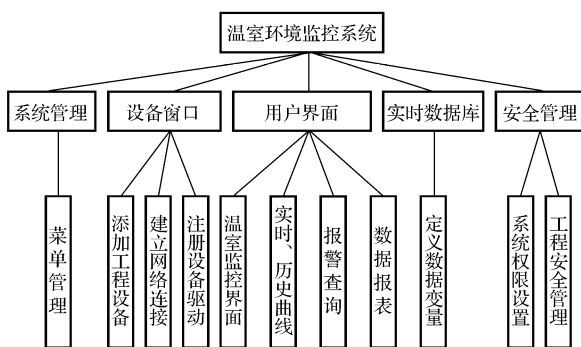 温室环境监控系统
系统管理
设备窗口
用户界面
实时数据库
安全管理
菜单管理
添加工程设备
建立网络连接
注册设备驱动
温室监控界面
实时、历史曲线
报警查询
数据报表
定义数据变量
系统权限设置
工程安全管理